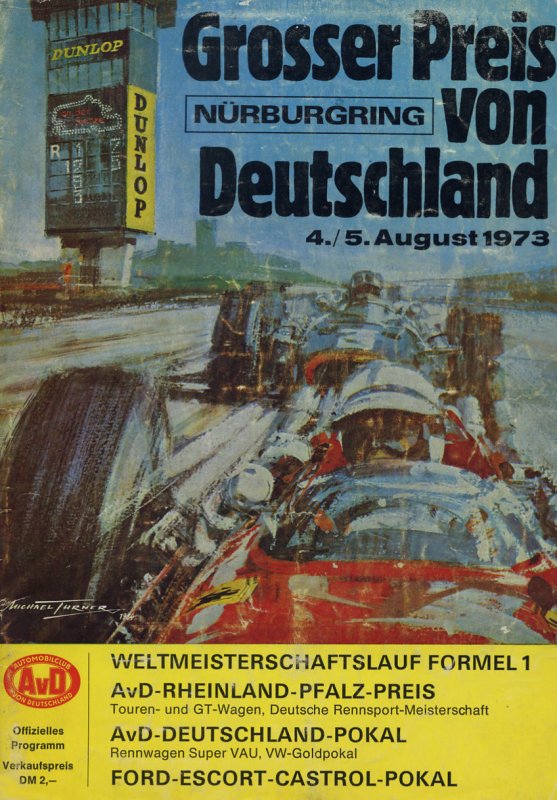 Grosser Preis
NÜRBURGRING von
Deutschland
4./5. August 1973
DUNLOP
DUNLOP
MICHAEL TURNER
WELTMEISTERSCHAFTSLAUF FORMEL 1
AvD-RHEINLAND-PFALZ-PREIS
Touren- und GT-Wagen, Deutsche Rennsport-Meisterschaft
AvD-DEUTSCHLAND-POKAL
Rennwagen Super VAU, VW-Goldpokal
FORD-ESCORT-CASTROL-POKAL
AUTOMOBILCLUB
AvD
VON DEUTSCHLAND
Offizielles
Programm
Verkaufspreis
DM 2,—